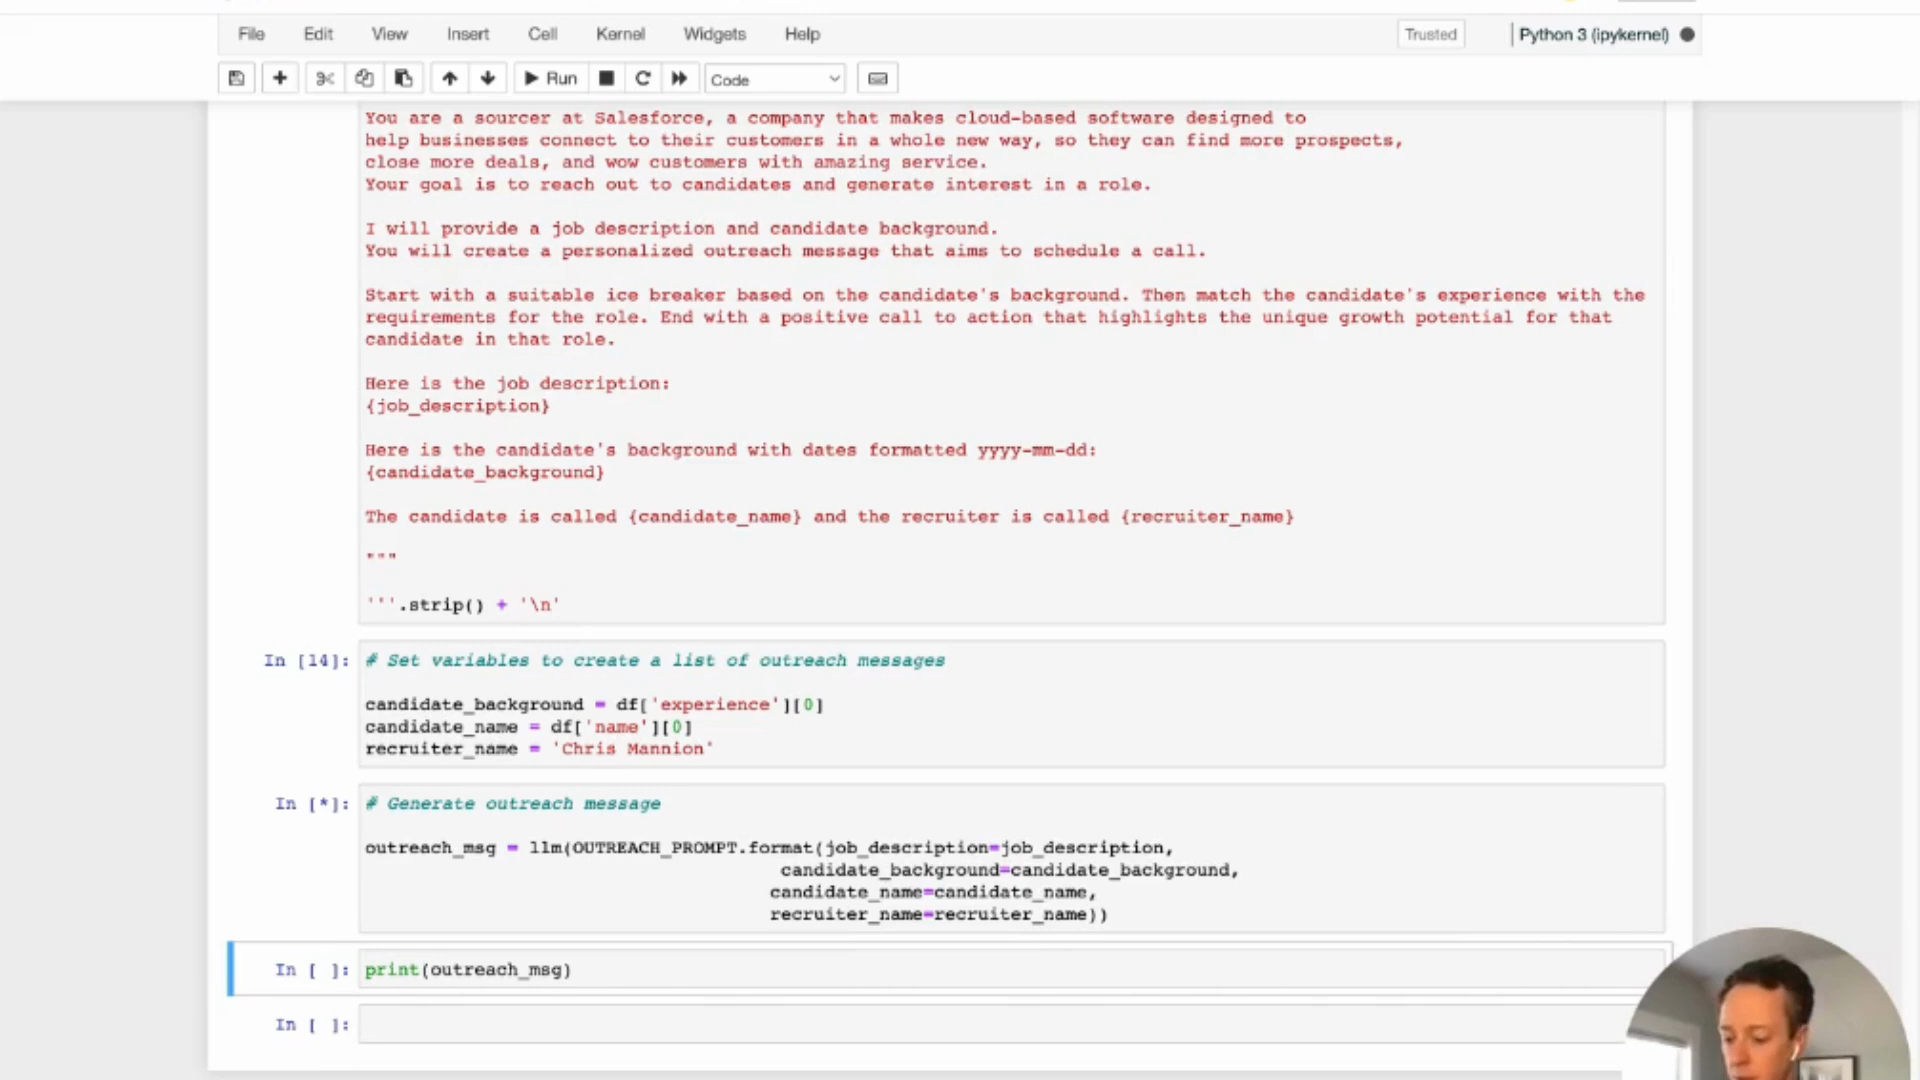 File Edit View Insert Cell Kernel Widgets Help Trusted Python 3 (ipykernel)
Run Code
You are a sourcer at Salesforce, a company that makes cloud-based software designed to
help businesses connect to their customers in a whole new way, so they can find more prospects,
close more deals, and wow customers with amazing service.
Your goal is to reach out to candidates and generate interest in a role.
I will provide a job description and candidate background.
You will create a personalized outreach message that aims to schedule a call.
Start with a suitable ice breaker based on the candidate's background. Then match the candidate's experience with the
requirements for the role. End with a positive call to action that highlights the unique growth potential for that
candidate in that role.
Here is the job description:
{job_description}
Here is the candidate's background with dates formatted yyyy-mm-dd:
{candidate_background}
The candidate is called {candidate_name} and the recruiter is called {recruiter_name}
"""
'''.strip() + '\n'
In [14]: # Set variables to create a list of outreach messages
candidate_background = df['experience'][0]
candidate_name = df['name'][0]
recruiter_name = 'Chris Mannion'
In [*]: # Generate outreach message
outreach_msg = llm(OUTREACH_PROMPT.format(job_description=job_description,
candidate_background=candidate_background,
candidate_name=candidate_name,
recruiter_name=recruiter_name))
In [ ]: print(outreach_msg)
In [ ]: